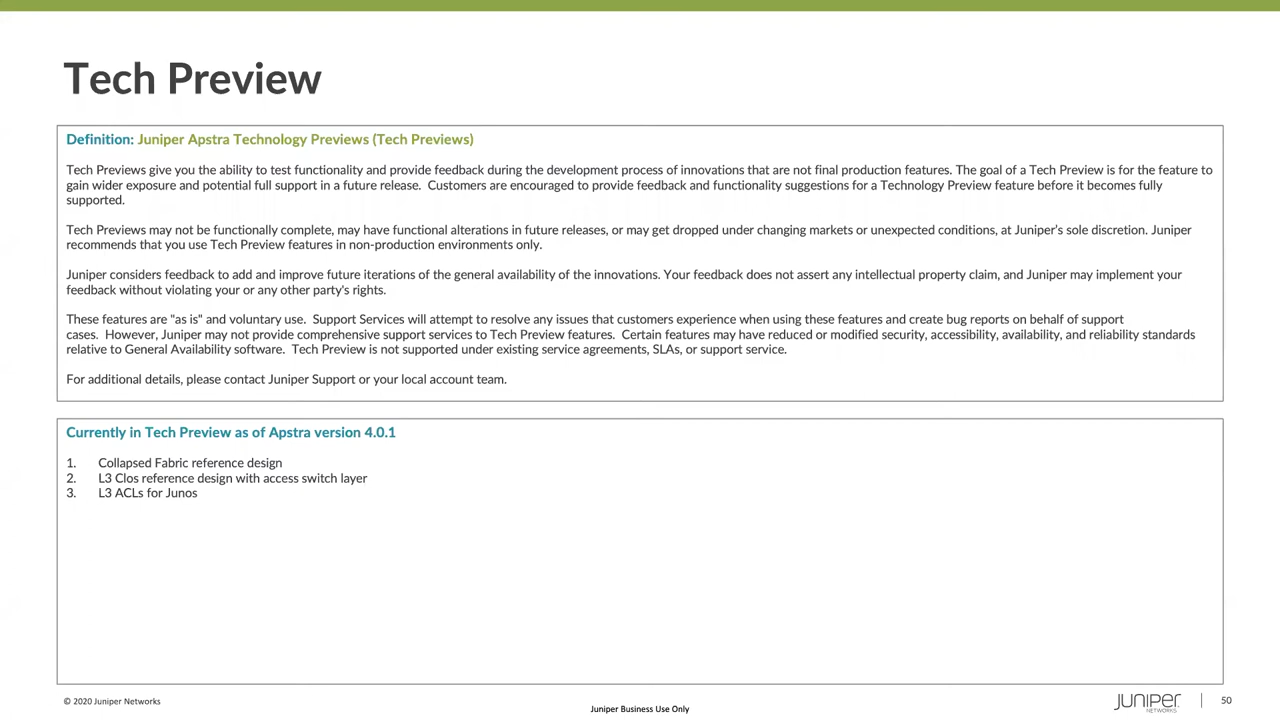 Tech Preview
Definition: Juniper Apstra Technology Previews (Tech Previews)
Tech Previews give you the ability to test functionality and provide feedback during the development process of innovations that are not final production features. The goal of a Tech Preview is for the feature to
gain wider exposure and potential full support in a future release. Customers are encouraged to provide feedback and functionality suggestions for a Technology Preview feature before it becomes fully
supported.
Tech Previews may not be functionally complete, may have functional alterations in future releases, or may get dropped under changing markets or unexpected conditions, at Juniper's sole discretion. Juniper
recommends that you use Tech Preview features in non-production environments only.
Juniper considers feedback to add and improve future iterations of the general availability of the innovations. Your feedback does not assert any intellectual property claim, and Juniper may implement your
feedback without violating your or any other party's rights.
These features are "as is" and voluntary use. Support Services will attempt to resolve any issues that customers experience when using these features and create bug reports on behalf of support
cases. However, Juniper may not provide comprehensive support services to Tech Preview features. Certain features may have reduced or modified security, accessibility, availability, and reliability standards
relative to General Availability software. Tech Preview is not supported under existing service agreements, SLAs, or support service.
For additional details, please contact Juniper Support or your local account team.
Currently in Tech Preview as of Apstra version 4.0.1
1. Collapsed Fabric reference design
2. L3 Clos reference design with access switch layer
3. L3 ACLs for Junos
© 2020 Juniper Networks
Juniper Business Use Only
JUNIPER NETWORKS
50